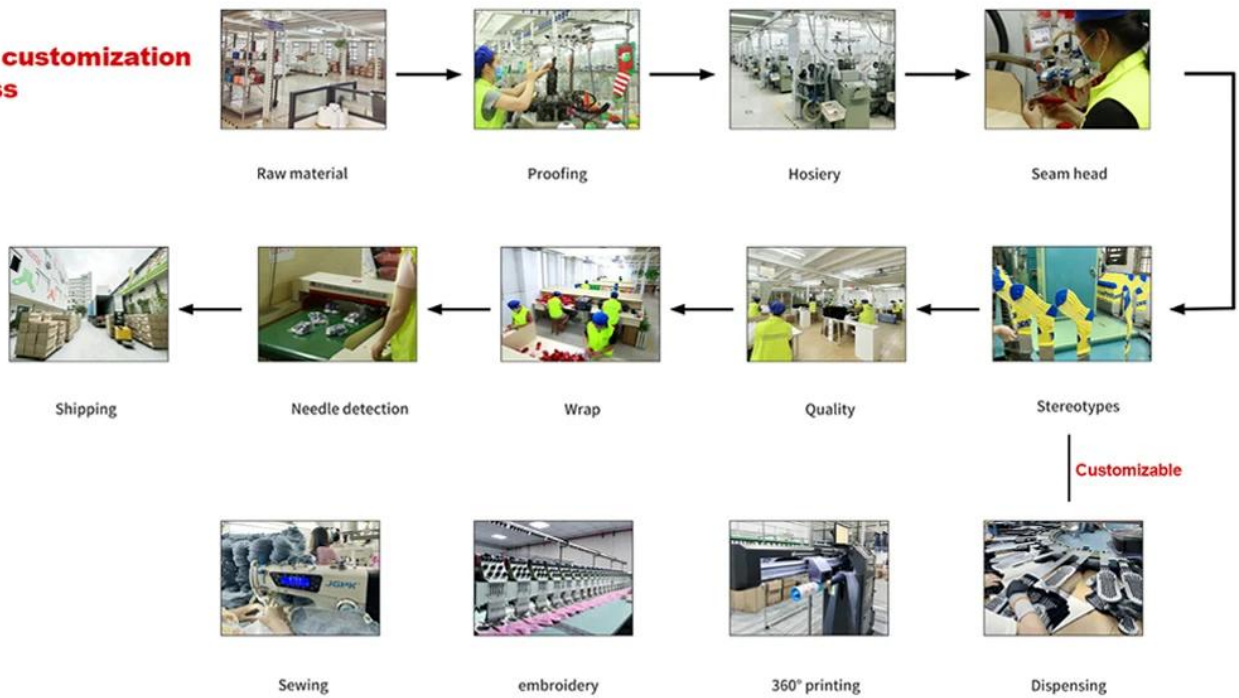 customization
ss
Raw material
Proofing
Hosiery
Seam head
Shipping
Needle detection
Wrap
Quality
Stereotypes
Customizable
Sewing
embroidery
360° printing
Dispensing